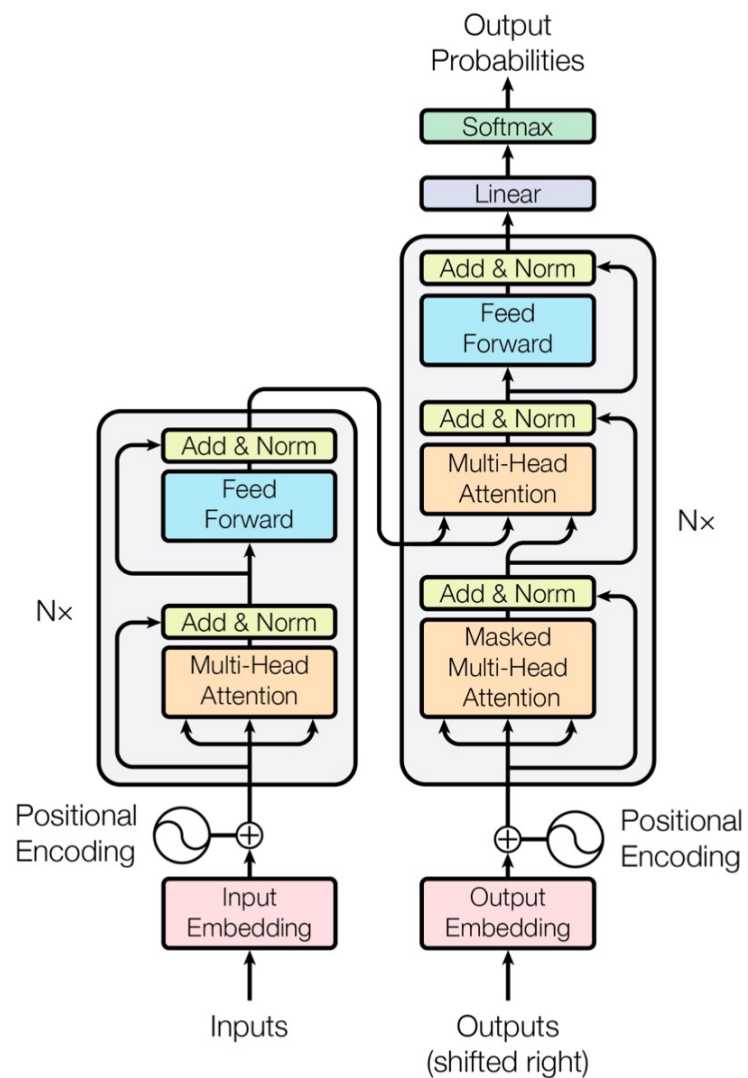 Output
Probabilities
Softmax
Linear
Add & Norm
Feed
Forward
Add & Norm
Multi-Head
Attention
Add & Norm
Masked
Multi-Head
Attention
Nx
Add & Norm
Feed
Forward
Add & Norm
Multi-Head
Attention
Nx
Positional
Encoding
Positional
Encoding
Input
Embedding
Output
Embedding
Inputs
Outputs
(shifted right)